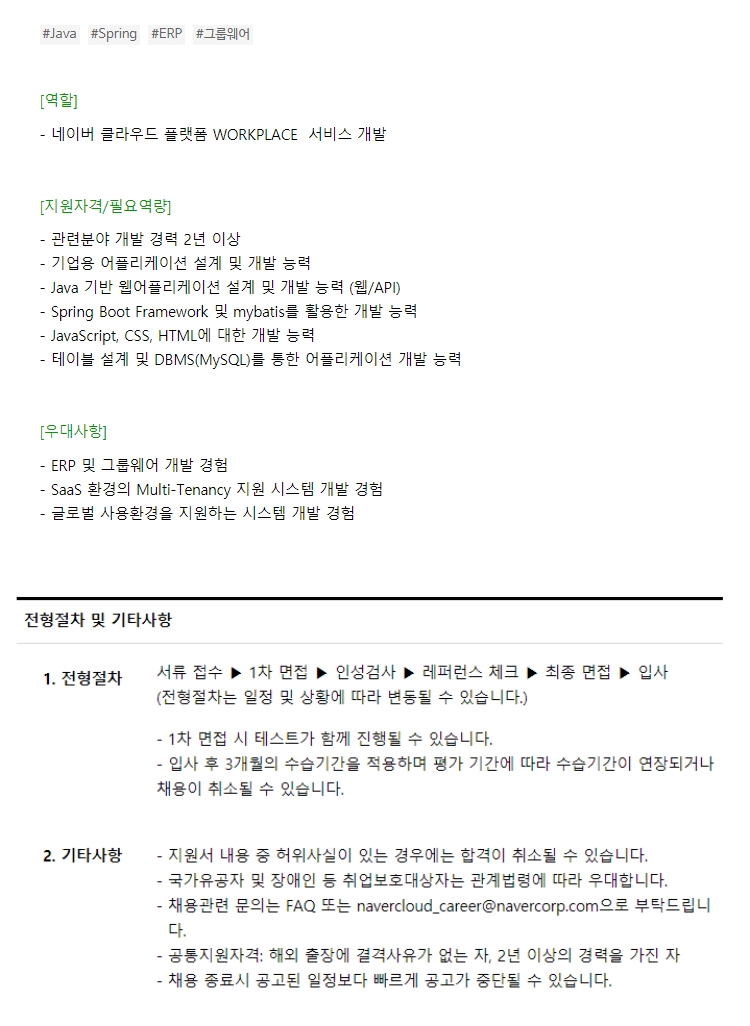 #Java #Spring #ERP #그룹웨어
[역할]
- 네이버 클라우드 플랫폼 WORKPLACE 서비스 개발
[지원자격/필요역량]
- 관련분야 개발 경력 2년 이상
- 기업용 어플리케이션 설계 및 개발 능력
- Java 기반 웹어플리케이션 설계 및 개발 능력 (웹/API)
- Spring Boot Framework 및 mybatis를 활용한 개발 능력
- JavaScript, CSS, HTML에 대한 개발 능력
- 테이블 설계 및 DBMS(MySQL)를 통한 어플리케이션 개발 능력
[우대사항]
- ERP 및 그룹웨어 개발 경험
- SaaS 환경의 Multi-Tenancy 지원 시스템 개발 경험
- 글로벌 사용환경을 지원하는 시스템 개발 경험
전형절차 및 기타사항
1. 전형절차
서류 접수 ▶ 1차 면접 ▶ 인성검사 ▶ 레퍼런스 체크 ▶ 최종 면접 ▶ 입사
(전형절차는 일정 및 상황에 따라 변동될 수 있습니다.)
- 1차 면접 시 테스트가 함께 진행될 수 있습니다.
- 입사 후 3개월의 수습기간을 적용하며 평가 기간에 따라 수습기간이 연장되거나
채용이 취소될 수 있습니다.
2. 기타사항
- 지원서 내용 중 허위사실이 있는 경우에는 합격이 취소될 수 있습니다.
- 국가유공자 및 장애인 등 취업보호대상자는 관계법령에 따라 우대합니다.
- 채용관련 문의는 FAQ 또는 navercloud_career@navercorp.com으로 부탁드립니
다.
- 공통지원자격: 해외 출장에 결격사유가 없는 자, 2년 이상의 경력을 가진 자
- 채용 종료시 공고된 일정보다 빠르게 공고가 중단될 수 있습니다.